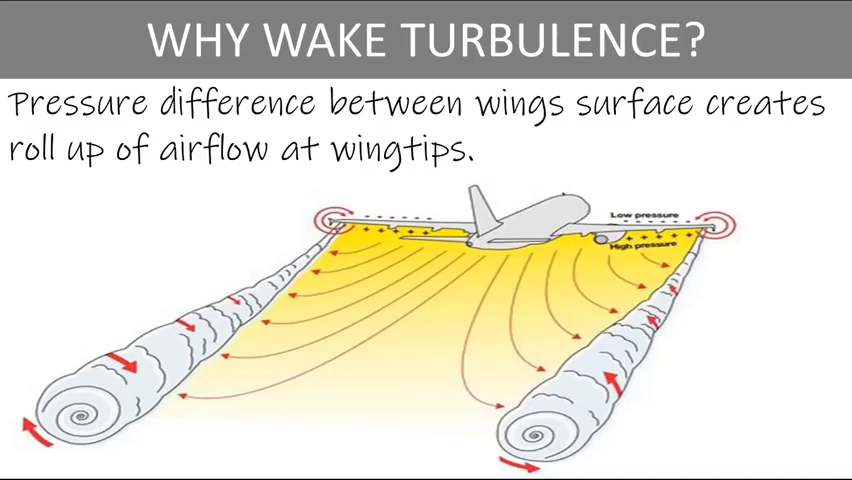 WHY WAKE TURBULENCE?
Pressure difference between wings surface creates
roll up of airflow at wingtips.
Low pressure
High pressure